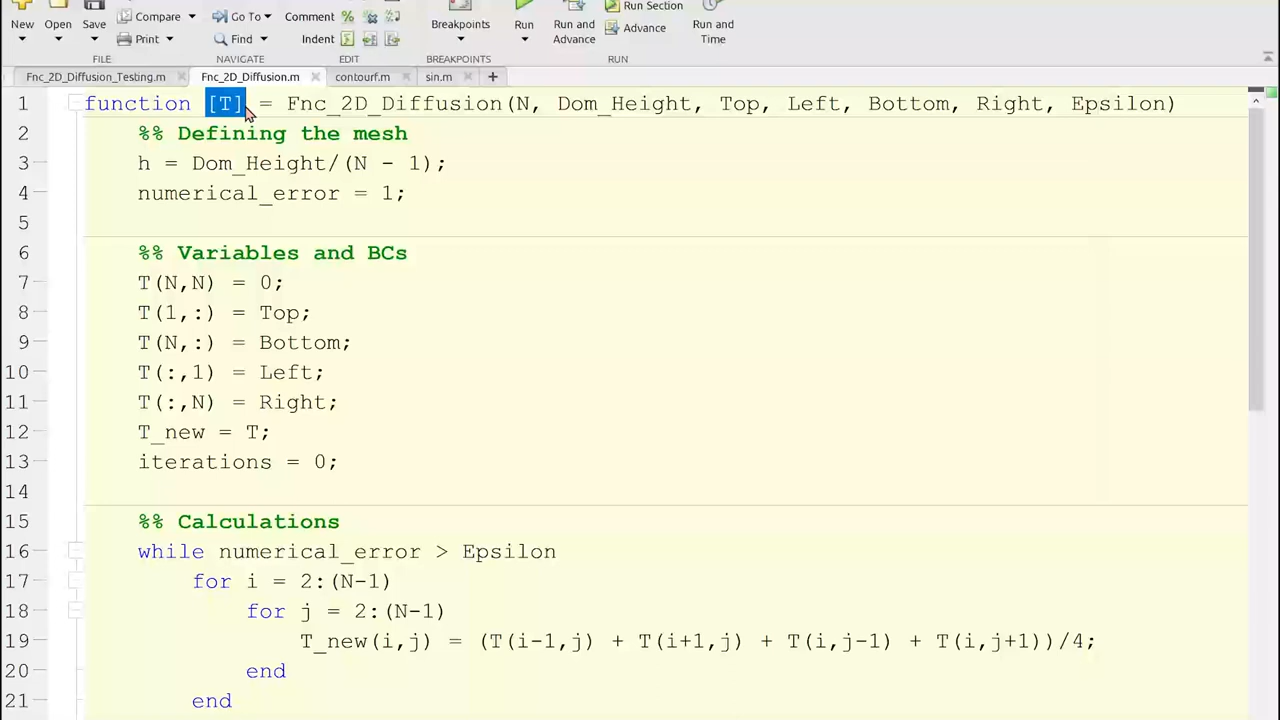 New Open Save Compare Print Go To Find Comment Indent Breakpoints Run Run and Advance Run Section Advance Run and Time
FILE NAVIGATE EDIT BREAKPOINTS RUN
Fnc_2D_Diffusion_Testing.m Fnc_2D_Diffusion.m contourf.m sin.m
1 function [T] = Fnc_2D_Diffusion(N, Dom_Height, Top, Left, Bottom, Right, Epsilon)
2 %% Defining the mesh
3 h = Dom_Height/(N - 1);
4 numerical_error = 1;
5
6 %% Variables and BCs
7 T(N,N) = 0;
8 T(1,:) = Top;
9 T(N,:) = Bottom;
10 T(:,1) = Left;
11 T(:,N) = Right;
12 T_new = T;
13 iterations = 0;
14
15 %% Calculations
16 while numerical_error > Epsilon
17 for i = 2:(N-1)
18 for j = 2:(N-1)
19 T_new(i,j) = (T(i-1,j) + T(i+1,j) + T(i,j-1) + T(i,j+1))/4;
20 end
21 end